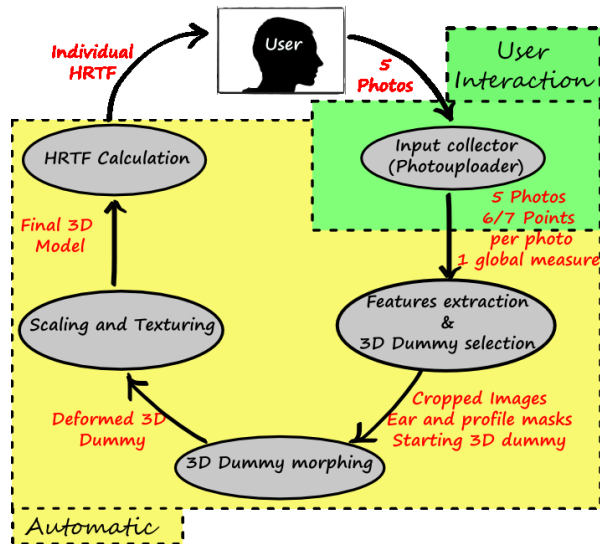 User
Individual
HRTF
5
Photos
User
Interaction
Input collector
(Photouploader)
5 Photos
6/7 Points
per photo
1 global measure
Features extraction
&
3D Dummy selection
Cropped Images
Ear and profile masks
Starting 3D dummy
3D Dummy morphing
Deformed 3D
Dummy
Scaling and Texturing
Final 3D
Model
HRTF Calculation
Automatic